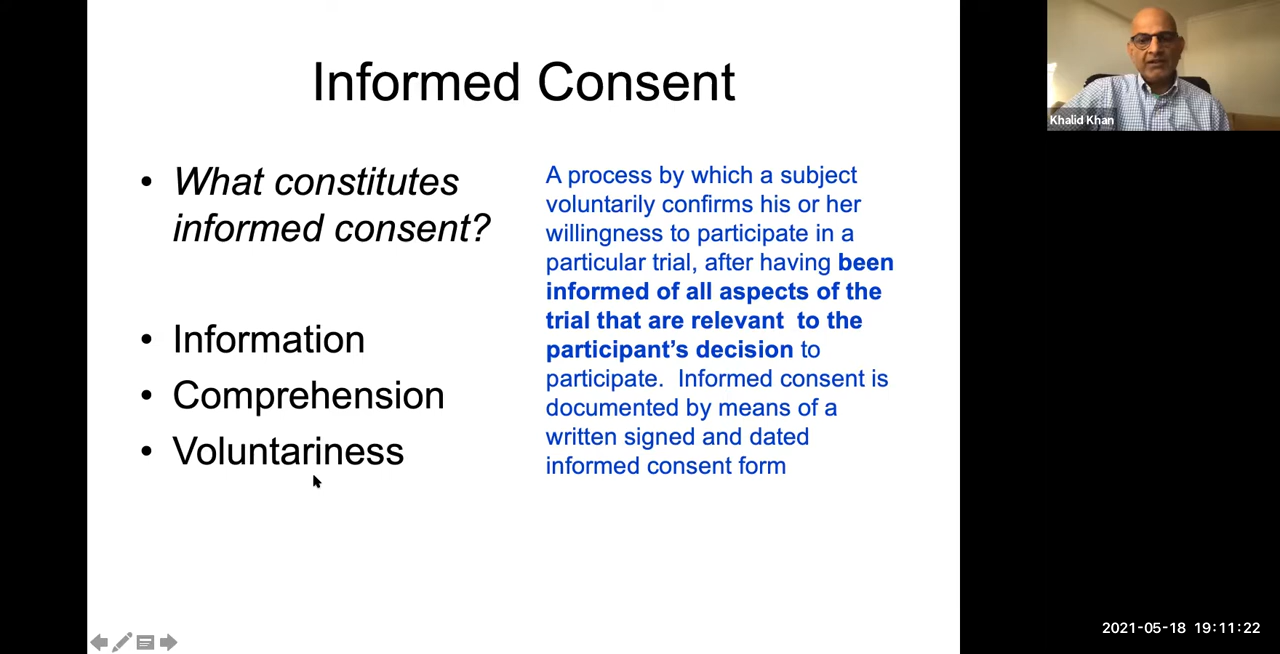 Informed Consent
• What constitutes
informed consent?
• Information
• Comprehension
• Voluntariness
A process by which a subject
voluntarily confirms his or her
willingness to participate in a
particular trial, after having been
informed of all aspects of the
trial that are relevant  to the
participant's decision to
participate.  Informed consent is
documented by means of a
written signed and dated
informed consent form
Khalid Khan
2021-05-18 19:11:22